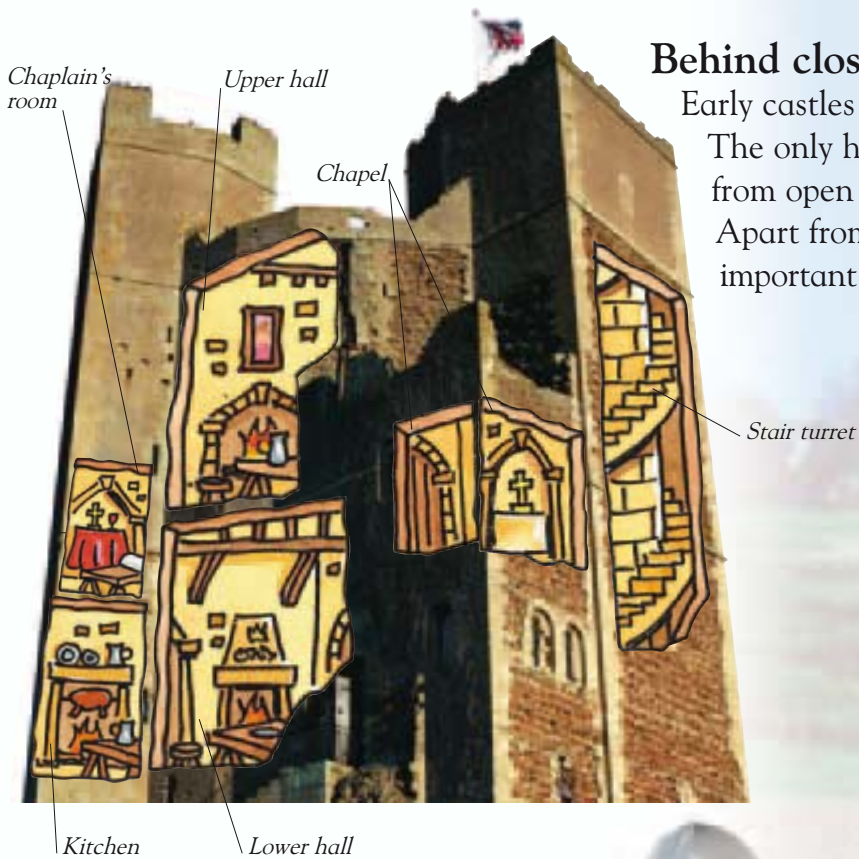 Behind clos
Early castles
The only h
from open
Apart from
important
Chaplain's
room
Upper hall
Chapel
Stair turret
Kitchen
Lower hall